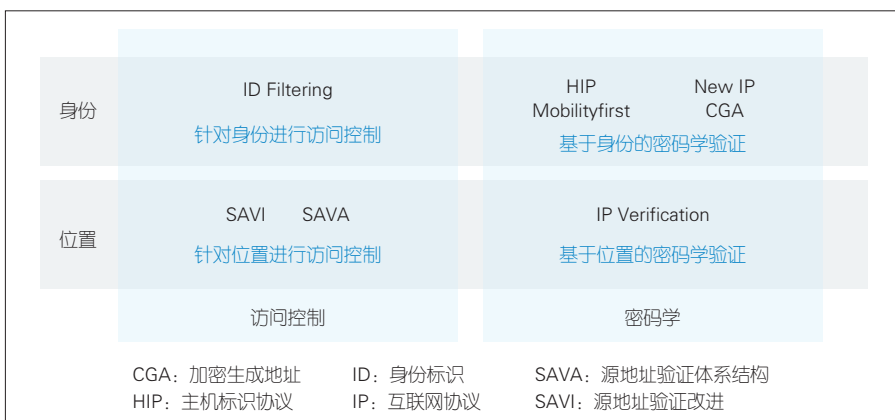 身份
ID Filtering
针对身份进行访问控制
HIP New IP
Mobilityfirst CGA
基于身份的密码学验证
位置
SAVI SAVA
针对位置进行访问控制
IP Verification
基于位置的密码学验证
访问控制 密码学
CGA：加密生成地址 ID：身份标识 SAVA：源地址验证体系结构
HIP：主机标识协议 IP：互联网协议 SAVI：源地址验证改进